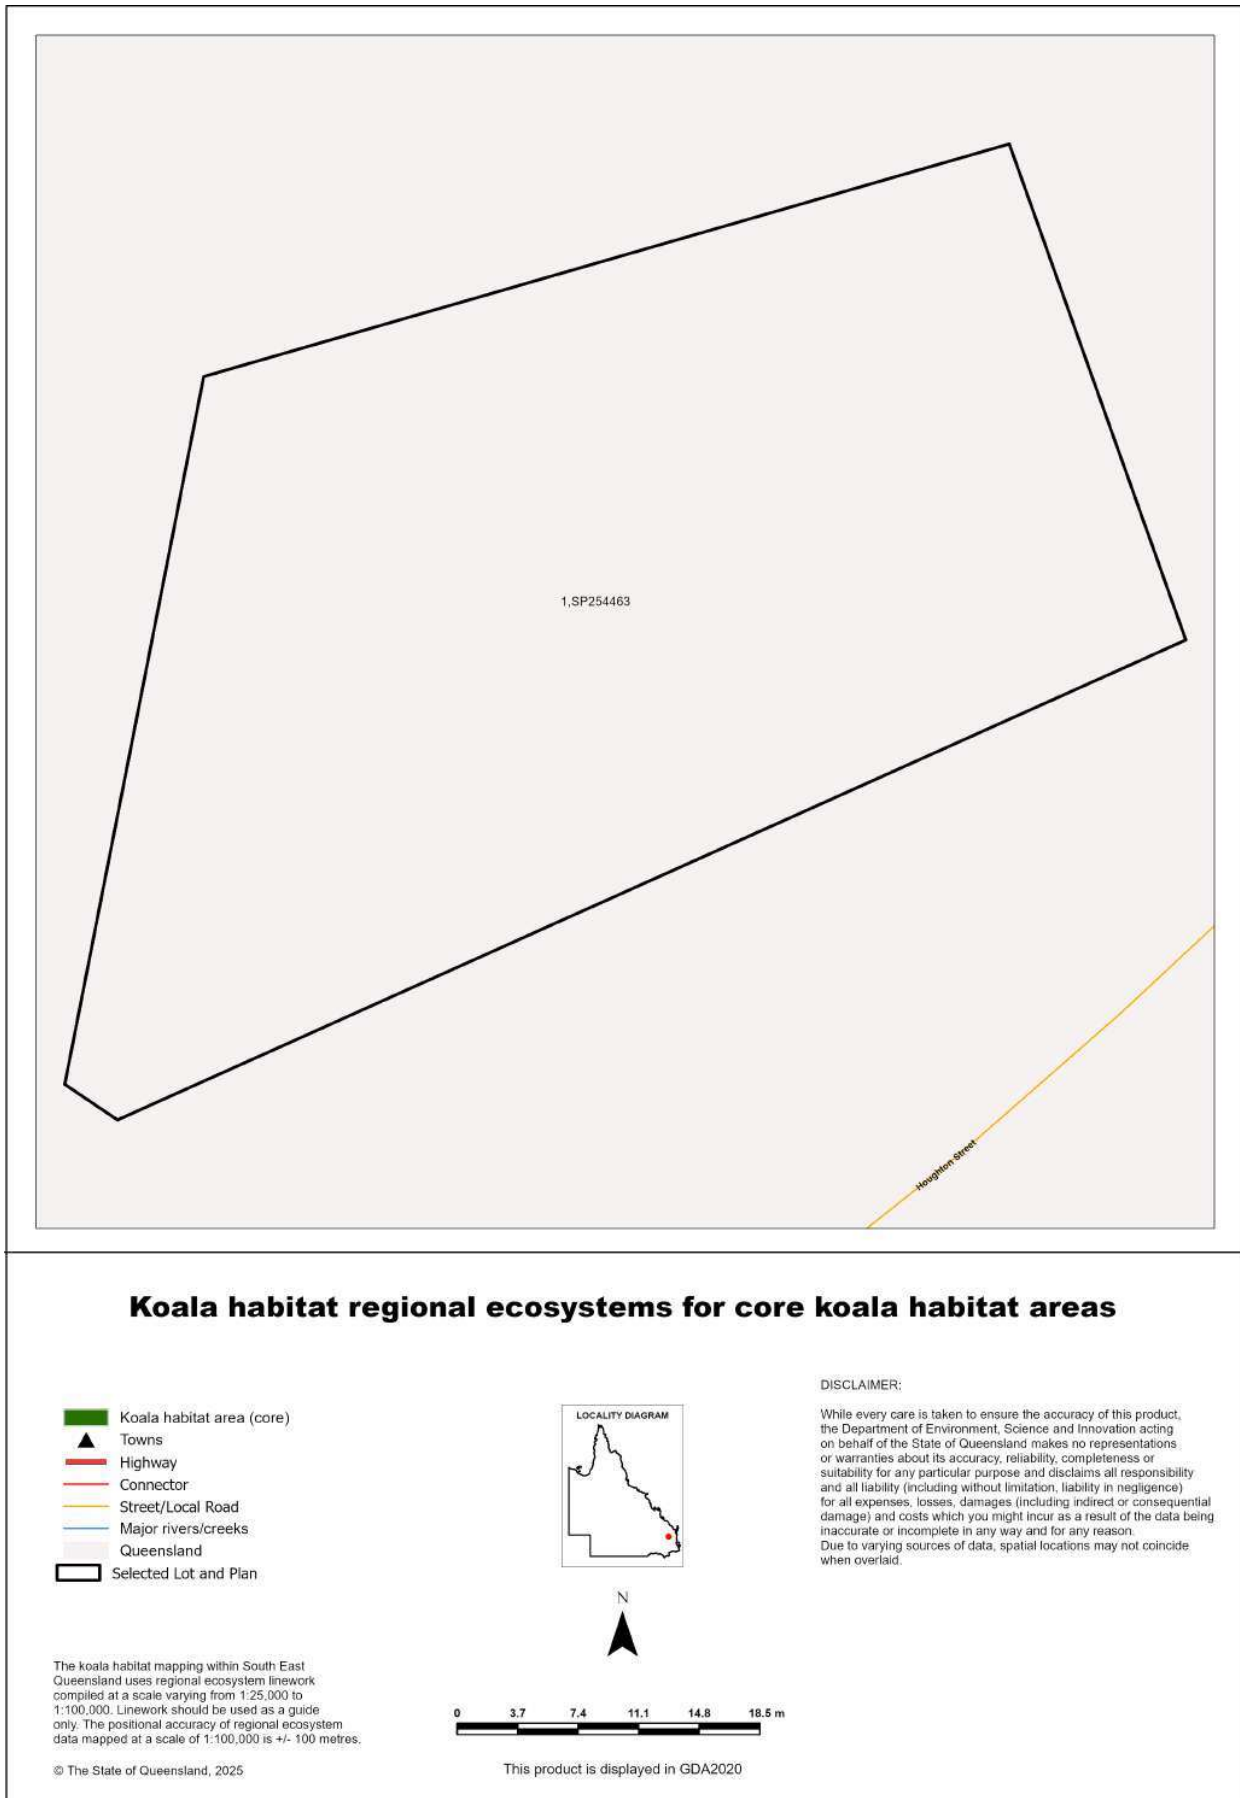 1,SP254463
Houghton Street
Koala habitat regional ecosystems for core koala habitat areas
Koala habitat area (core)
Towns
Highway
Connector
Street/Local Road
Major rivers/creeks
Queensland
Selected Lot and Plan
The koala habitat mapping within South East
Queensland uses regional ecosystem linework
compiled at a scale varying from 1:25,000 to
1:100,000. Linework should be used as a guide
only. The positional accuracy of regional ecosystem
data mapped at a scale of 1:100,000 is +/- 100 metres.
© The State of Queensland, 2025
LOCALITY DIAGRAM
N
0 3.7 7.4 11.1 14.8 18.5 m
This product is displayed in GDA2020
DISCLAIMER:
While every care is taken to ensure the accuracy of this product,
the Department of Environment, Science and Innovation acting
on behalf of the State of Queensland makes no representations
or warranties about its accuracy, reliability, completeness or
suitability for any particular purpose and disclaims all responsibility
and all liability (including without limitation, liability in negligence)
for all expenses, losses, damages (including indirect or consequential
damage) and costs which you might incur as a result of the data being
inaccurate or incomplete in any way and for any reason.
Due to varying sources of data, spatial locations may not coincide
when overlaid.